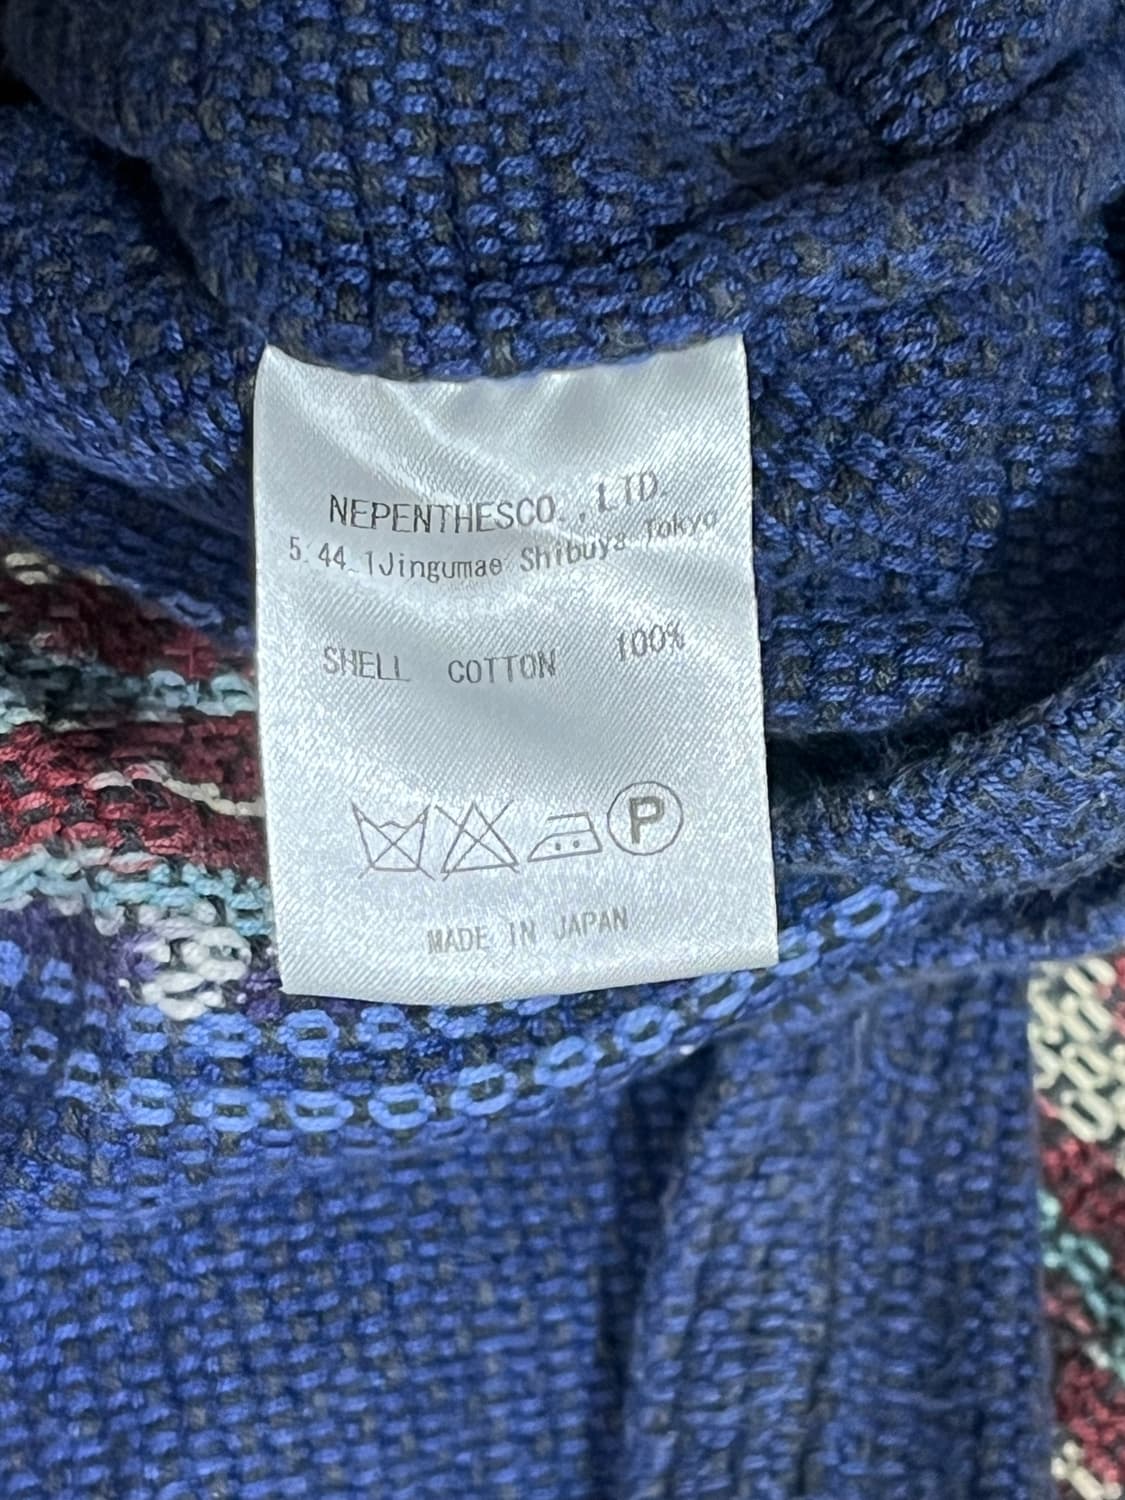 NEPENTHESCO.,LTD.
5.44.1Jingumae Shibuya Tokyo
SHELL COTTON 100%
P
MADE IN JAPAN